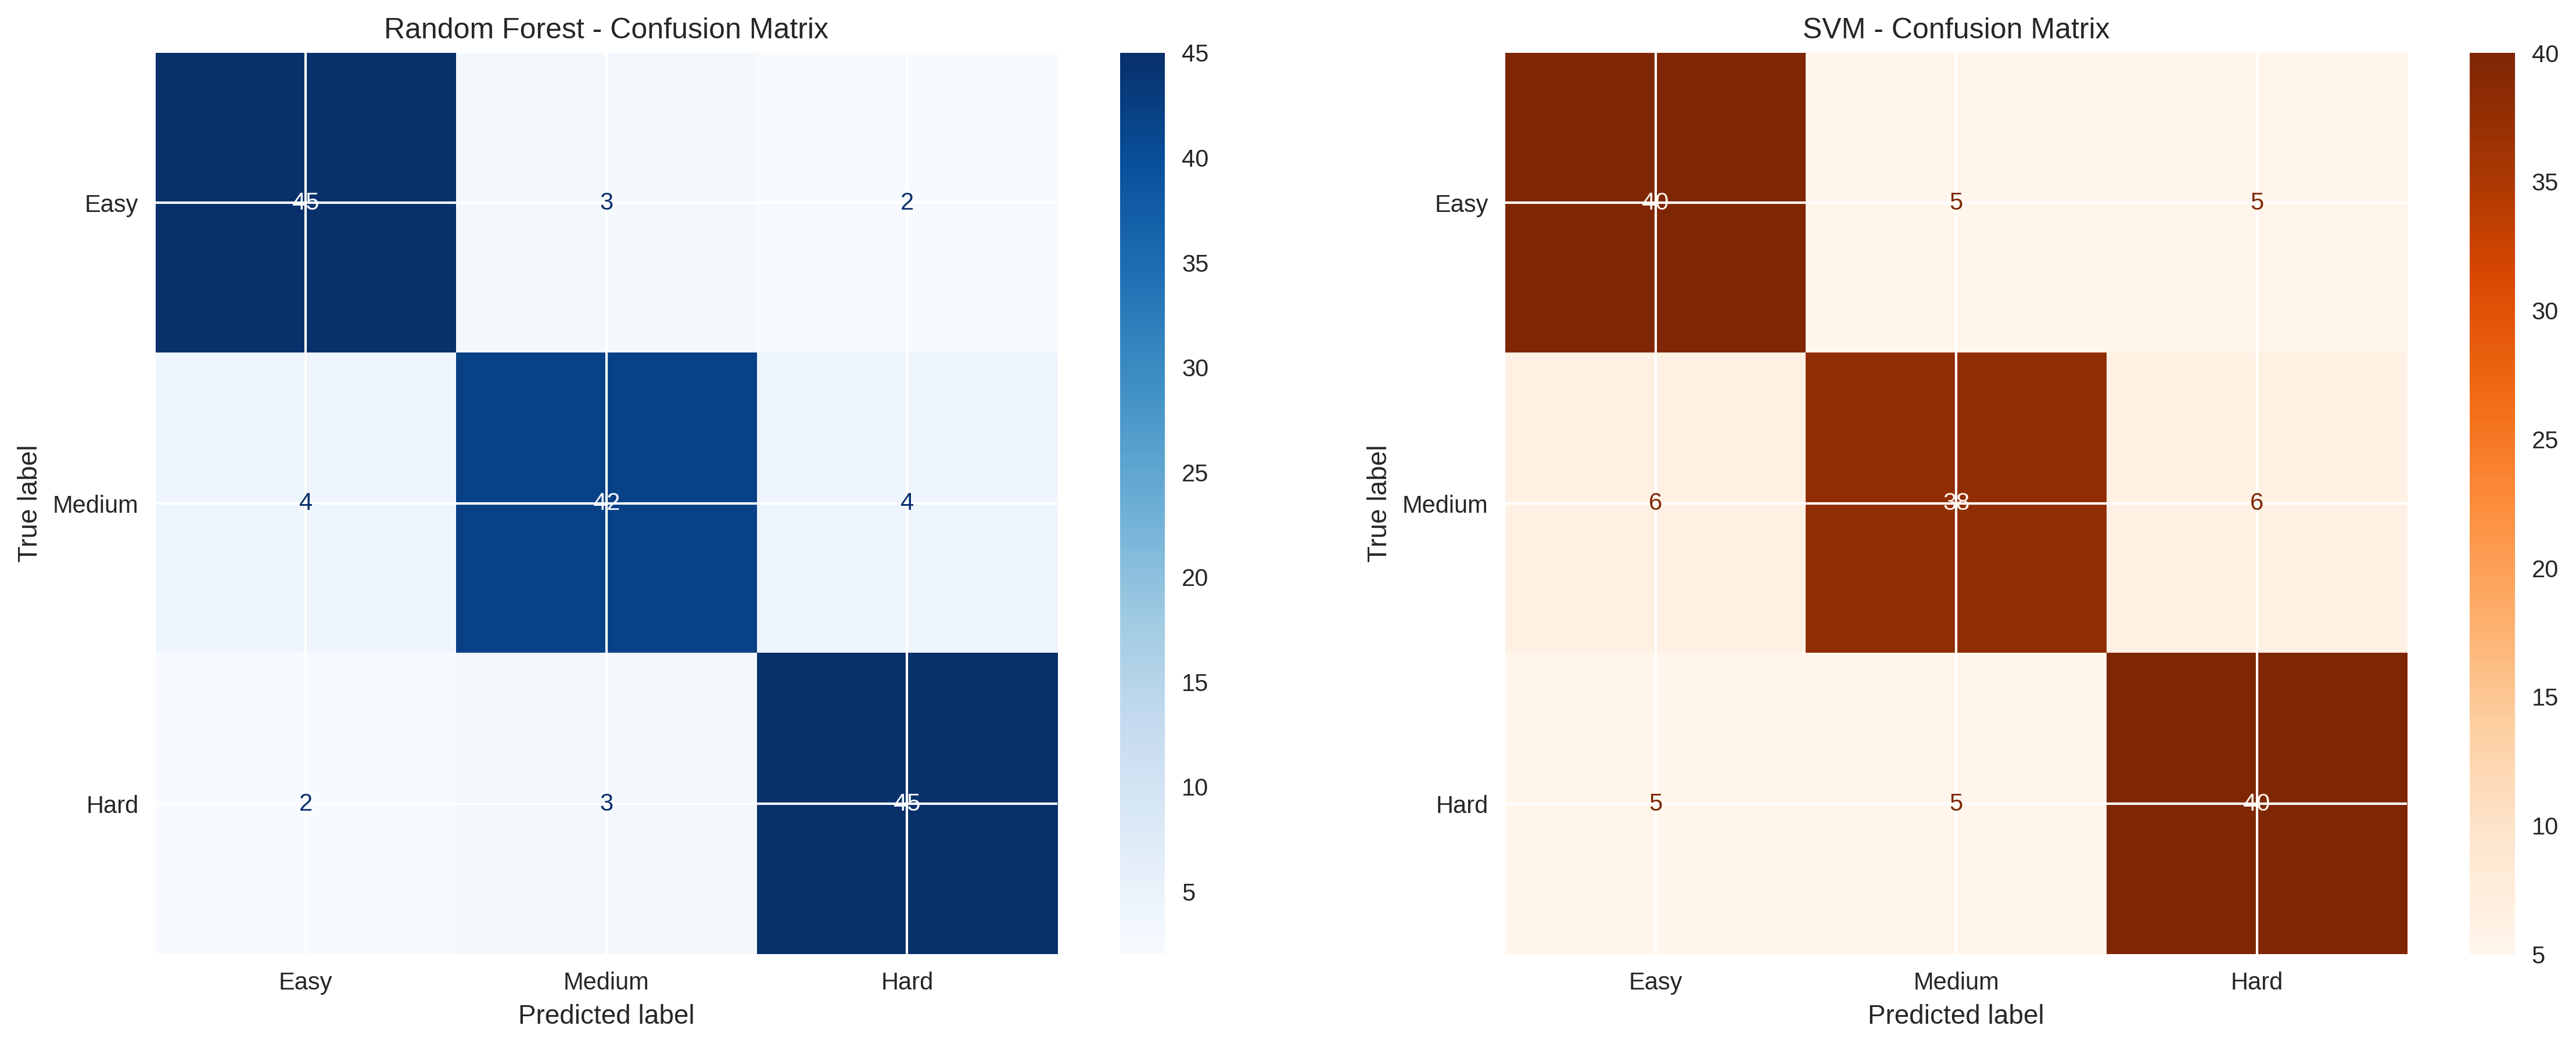 Random Forest - Confusion Matrix
Easy
Medium
Hard
True label
45 3 2
4 42 4
2 3 45
Easy Medium Hard
Predicted label
45
40
35
30
25
20
15
10
5
SVM - Confusion Matrix
Easy
Medium
Hard
True label
40 5 5
6 38 6
5 5 40
Easy Medium Hard
Predicted label
40
35
30
25
20
15
10
5